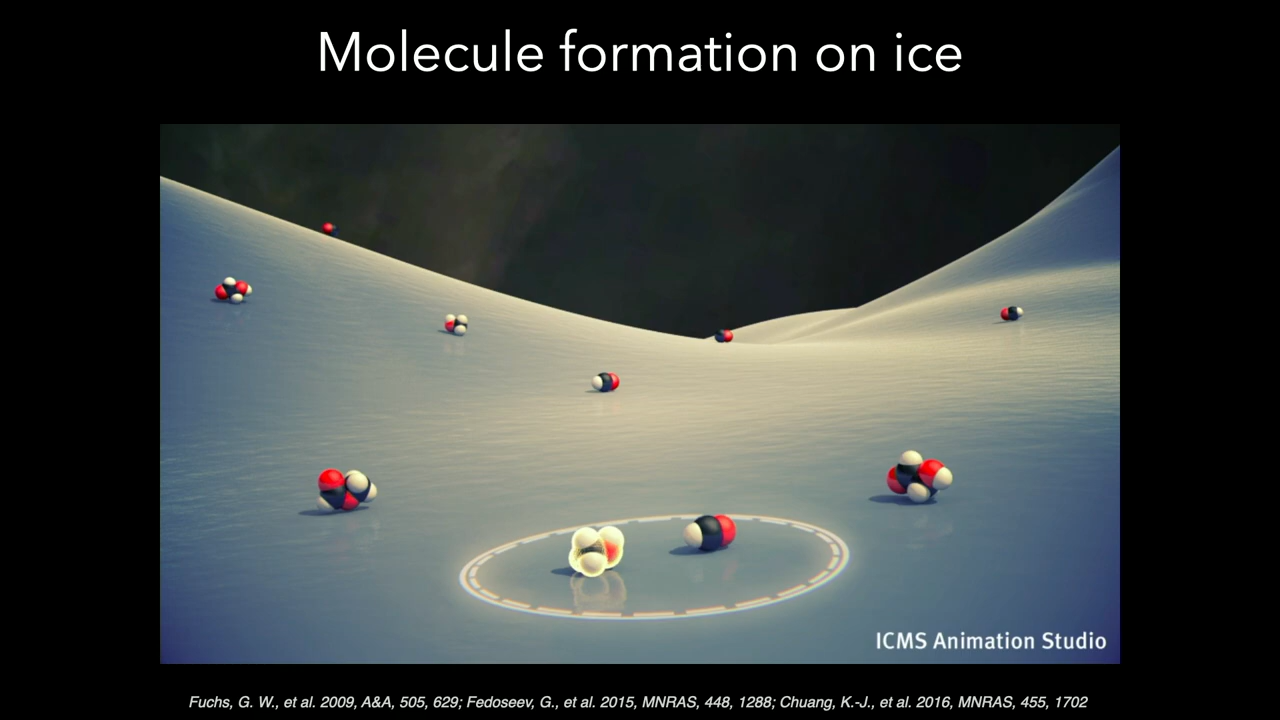 Molecule formation on ice
ICMS Animation Studio
Fuchs, G. W., et al. 2009, A&A, 505, 629; Fedoseev, G., et al. 2015, MNRAS, 448, 1288; Chuang, K.-J., et al. 2016, MNRAS, 455, 1702